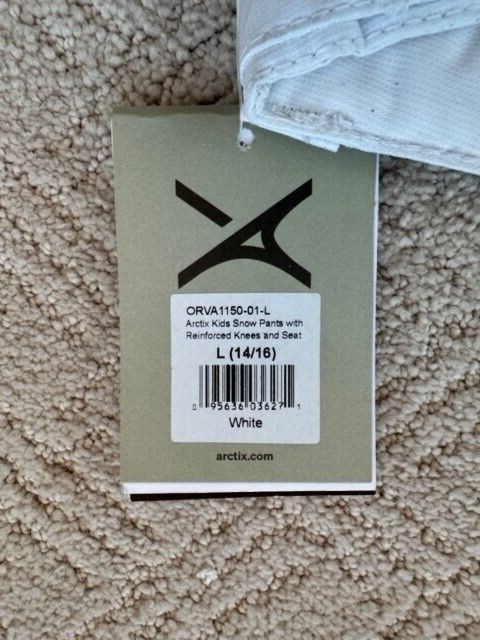 ORVA1150-01-L
Arctix Kids Snow Pants with
Reinforced Knees and Seat
L (14/16)
0 95636 03627 1
White
arctix.com